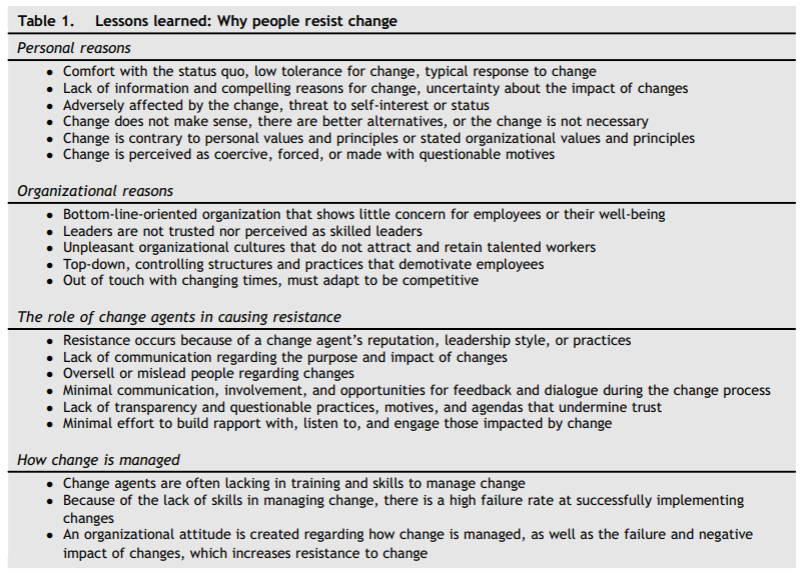 Table 1. Lessons learned: Why people resist change
Personal reasons
• Comfort with the status quo, low tolerance for change, typical response to change
• Lack of information and compelling reasons for change, uncertainty about the impact of changes
• Adversely affected by the change, threat to self-interest or status
• Change does not make sense, there are better alternatives, or the change is not necessary
• Change is contrary to personal values and principles or stated organizational values and principles
• Change is perceived as coercive, forced, or made with questionable motives
Organizational reasons
• Bottom-line-oriented organization that shows little concern for employees or their well-being
• Leaders are not trusted nor perceived as skilled leaders
• Unpleasant organizational cultures that do not attract and retain talented workers
• Top-down, controlling structures and practices that demotivate employees
• Out of touch with changing times, must adapt to be competitive
The role of change agents in causing resistance
• Resistance occurs because of a change agent's reputation, leadership style, or practices
• Lack of communication regarding the purpose and impact of changes
• Oversell or mislead people regarding changes
• Minimal communication, involvement, and opportunities for feedback and dialogue during the change process
• Lack of transparency and questionable practices, motives, and agendas that undermine trust
• Minimal effort to build rapport with, listen to, and engage those impacted by change
How change is managed
• Change agents are often lacking in training and skills to manage change
• Because of the lack of skills in managing change, there is a high failure rate at successfully implementing
changes
• An organizational attitude is created regarding how change is managed, as well as the failure and negative
impact of changes, which increases resistance to change